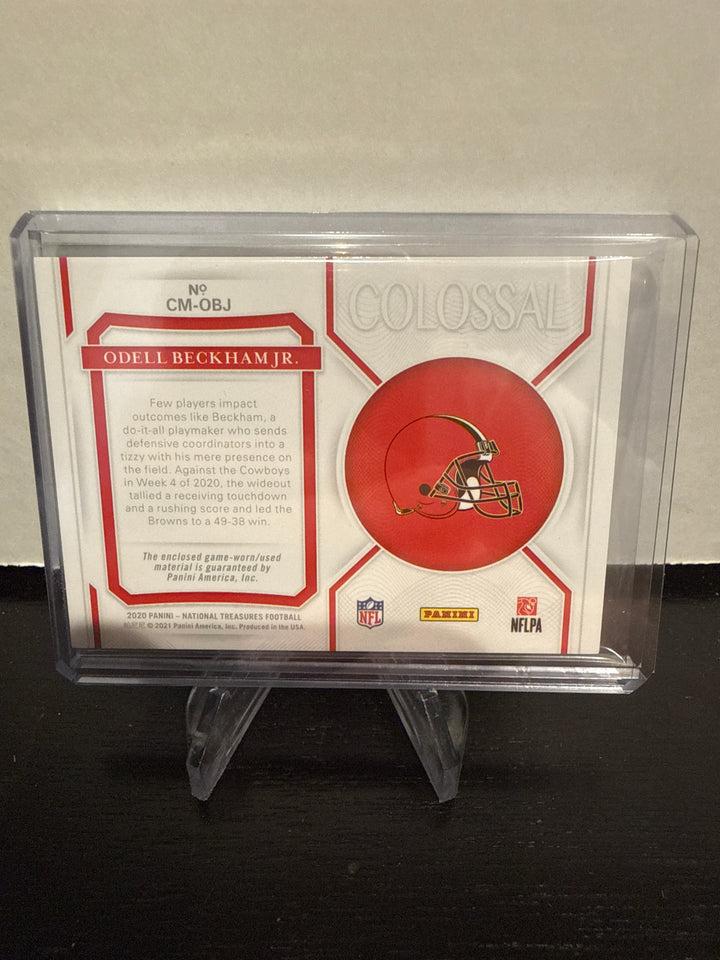 Nº
CM-OBJ
ODELL BECKHAM JR.
Few players impact
outcomes like Beckham, a
do-it-all playmaker who sends
defensive coordinators into a
tizzy with his mere presence on
the field. Against the Cowboys
in Week 4 of 2020, the wideout
tallied a receiving touchdown
and a rushing score and led the
Browns to a 49-38 win.
The enclosed game-worn/used
material is guaranteed by
Panini America, Inc.
2020 PANINI – NATIONAL TREASURES FOOTBALL
© 2021 Panini America, Inc. Produced in the USA.
COLOSSAL
NFL
PANINI
NFLPA